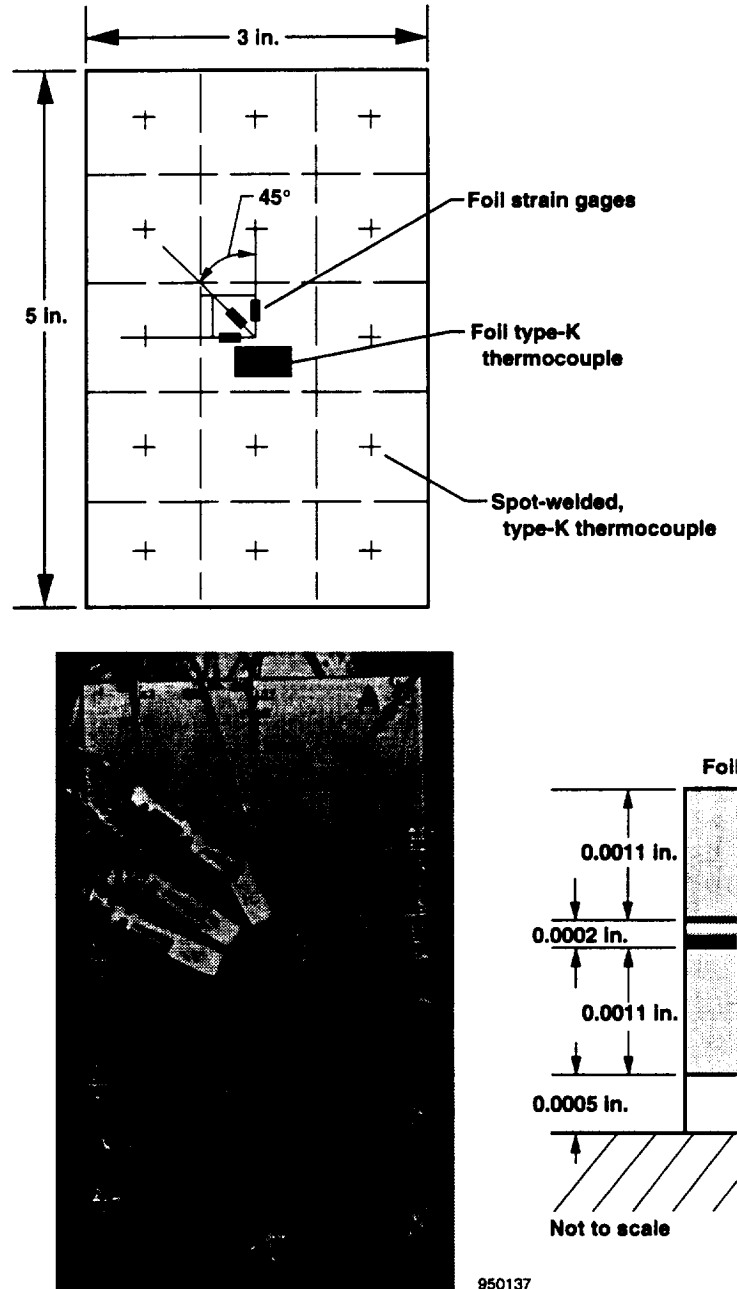 3 in.
45°
Foil strain gages
5 in.
Foil type-K
thermocouple
Spot-welded,
type-K thermocouple
A
Foil
0.0011 in.
0.0002 in.
0.0011 in.
0.0005 in.
Not to scale
950137